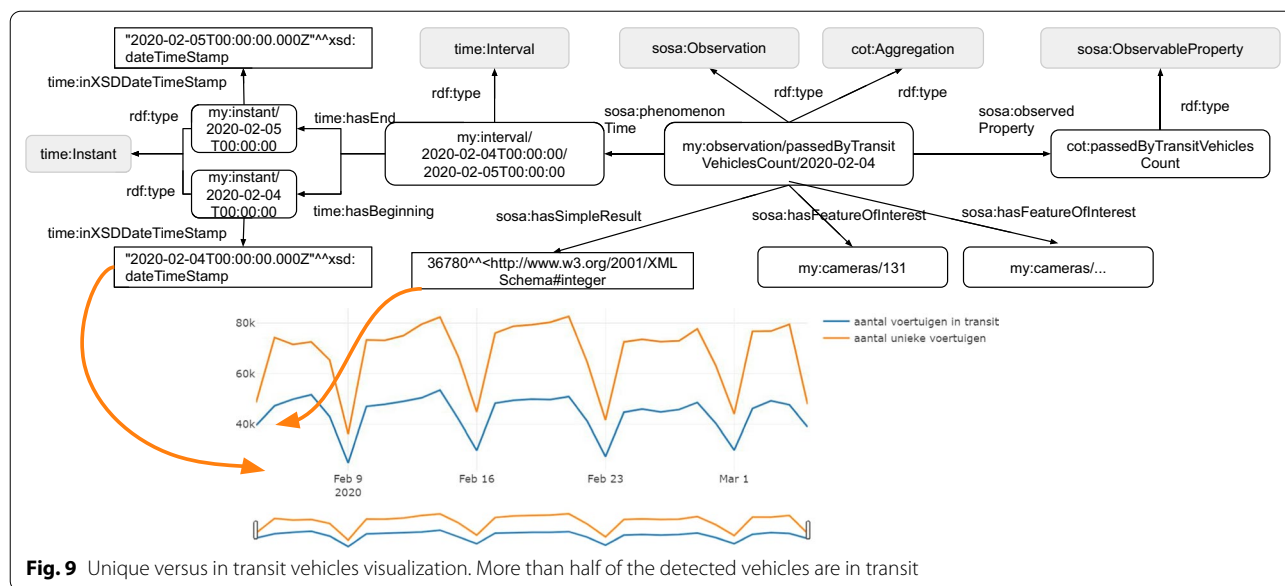 "2020-02-05T00:00:00.000Z"^^xsd:
dateTimeStamp
time:Interval
sosa:Observation
cot:Aggregation
sosa:ObservableProperty
time:inXSDDateTimeStamp
rdf:type
rdf:type
rdf:type
rdf:type
rdf:type
my:instant/
2020-02-05
T00:00:00
time:hasEnd
time:Instant
my:interval/
2020-02-04T00:00:00/
2020-02-05T00:00:00
sosa:phenomenon
Time
my:observation/passedByTransit
VehiclesCount/2020-02-04
sosa:observed
Property
cot:passedByTransitVehicles
Count
rdf:type
my:instant/
2020-02-04
T00:00:00
time:hasBeginning
time:inXSDDateTimeStamp
sosa:hasSimpleResult
sosa:hasFeatureOfInterest
sosa:hasFeatureOfInterest
"2020-02-04T00:00:00.000Z"^^xsd:
dateTimeStamp
36780^^<http://www.w3.org/2001/XML
Schema#integer
my:cameras/131
my:cameras/...
80k
60k
40k
aantal voertuigen in transit
aantal unieke voertuigen
Feb 9
2020
Feb 16
Feb 23
Mar 1
Fig. 9 Unique versus in transit vehicles visualization. More than half of the detected vehicles are in transit